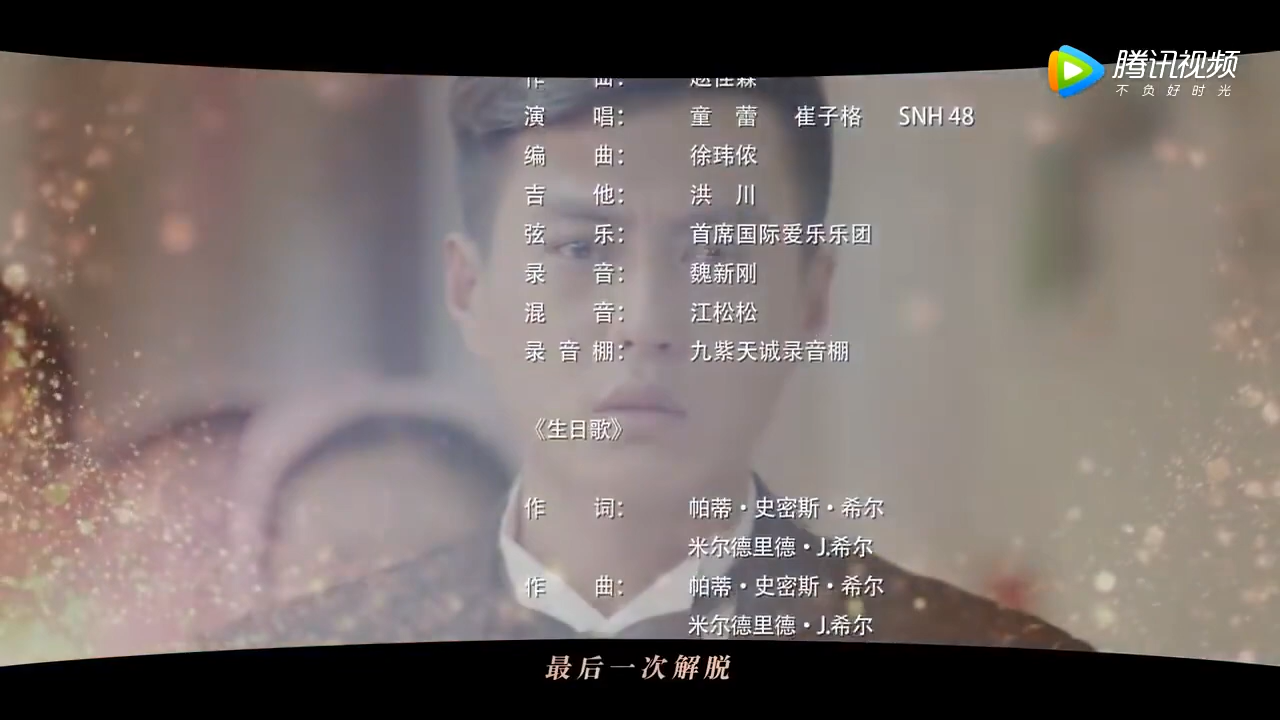 腾讯视频
不负好时光
作 曲：
演 唱： 童 蕾 崔子格 SNH 48
编 曲： 徐玮侬
吉 他： 洪 川
弦 乐： 首席国际爱乐乐团
录 音： 魏新刚
混 音： 江松松
录 音 棚： 九紫天诚录音棚
《生日歌》
作 词： 帕蒂·史密斯·希尔
米尔德里德·J.希尔
作 曲： 帕蒂·史密斯·希尔
米尔德里德·J.希尔
最后一次解脱